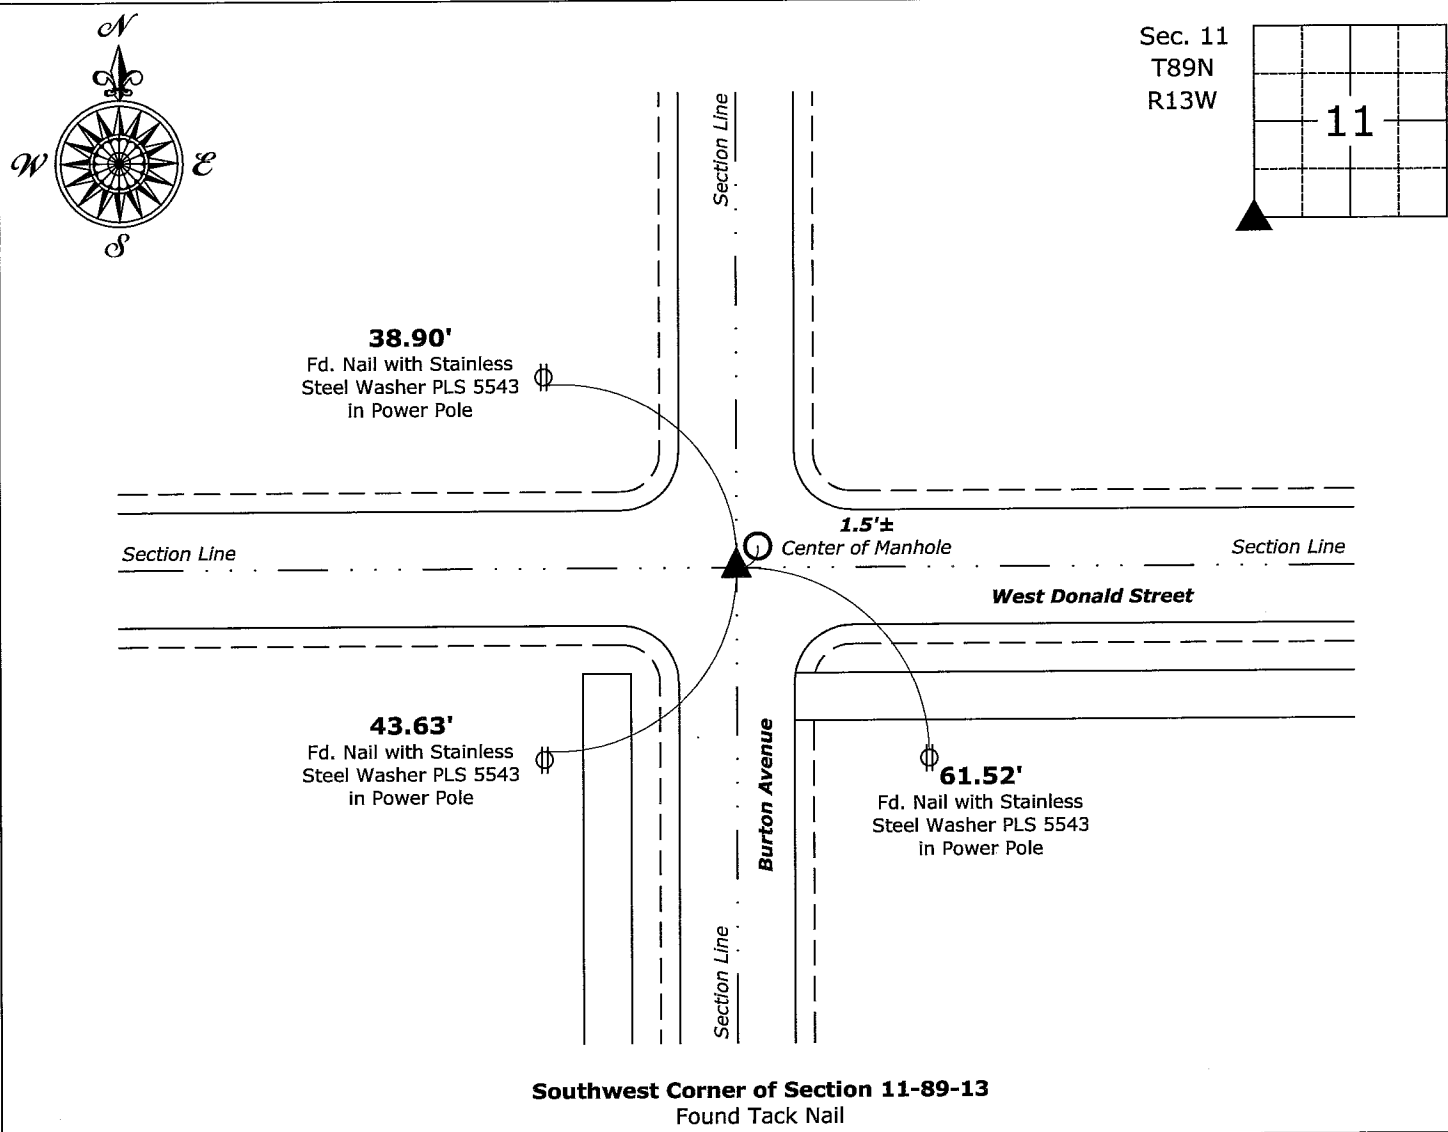 N
W
E
S
Sec. 11
T89N
R13W
11
Section Line
38.90'
Fd. Nail with Stainless
Steel Washer PLS 5543
in Power Pole
1.5'±
Center of Manhole
Section Line
Section Line
West Donald Street
43.63'
Fd. Nail with Stainless
Steel Washer PLS 5543
in Power Pole
Burton Avenue
61.52'
Fd. Nail with Stainless
Steel Washer PLS 5543
in Power Pole
Section Line
Southwest Corner of Section 11-89-13
Found Tack Nail